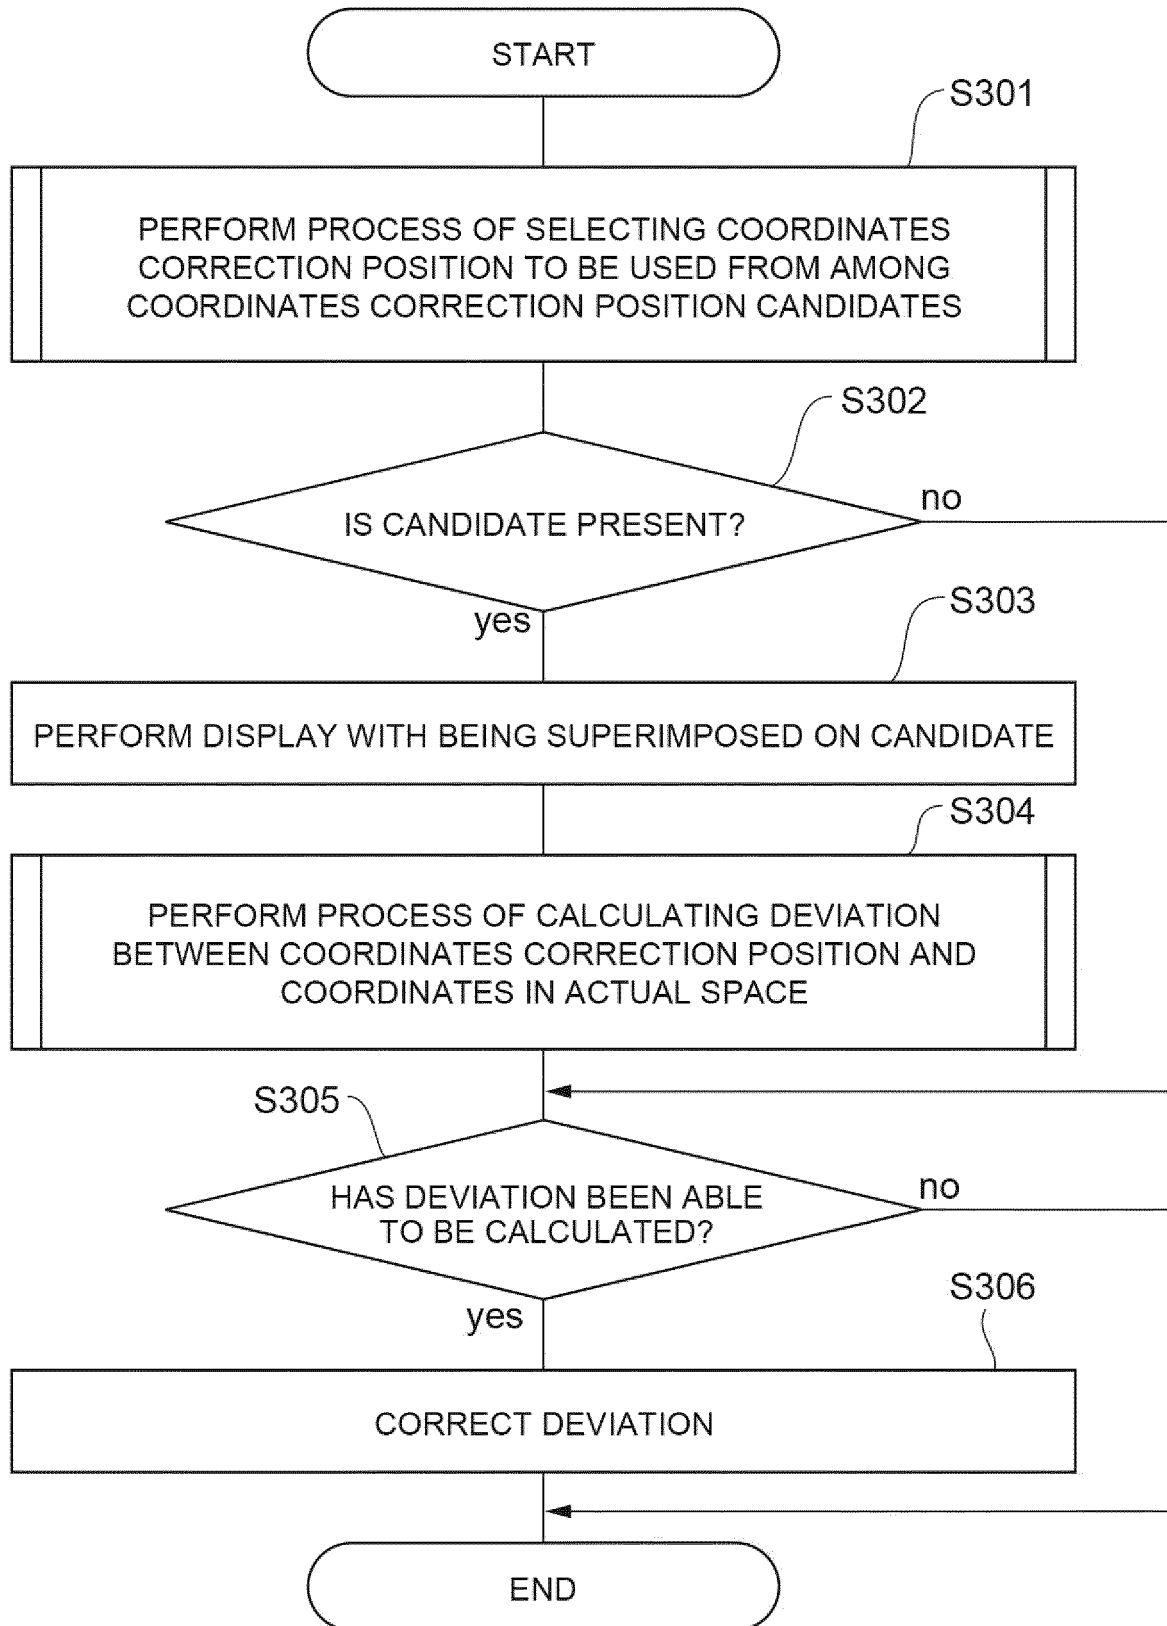 START
S301
PERFORM PROCESS OF SELECTING COORDINATES
CORRECTION POSITION TO BE USED FROM AMONG
COORDINATES CORRECTION POSITION CANDIDATES
S302
IS CANDIDATE PRESENT?
no
yes
S303
PERFORM DISPLAY WITH BEING SUPERIMPOSED ON CANDIDATE
S304
PERFORM PROCESS OF CALCULATING DEVIATION
BETWEEN COORDINATES CORRECTION POSITION AND
COORDINATES IN ACTUAL SPACE
S305
HAS DEVIATION BEEN ABLE
TO BE CALCULATED?
no
yes
S306
CORRECT DEVIATION
END